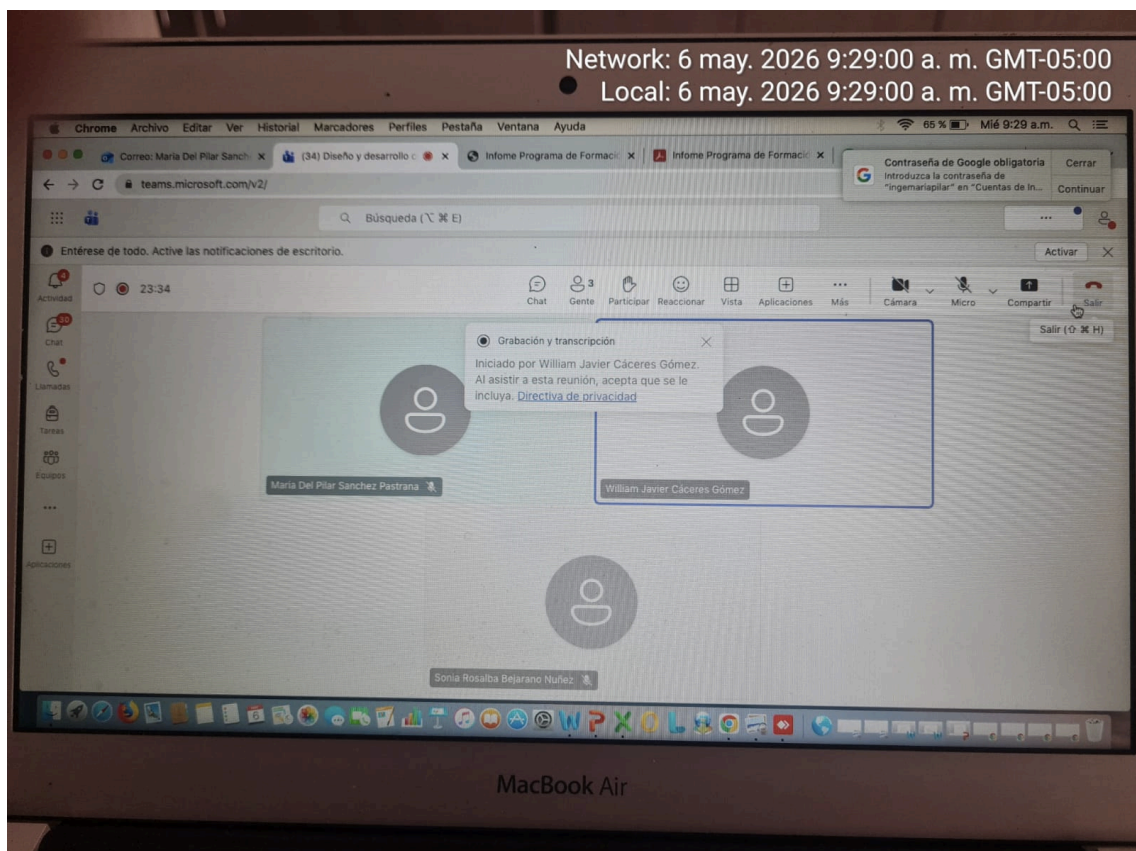 Network: 6 may. 2026 9:29:00 a. m. GMT-05:00
Local: 6 may. 2026 9:29:00 a. m. GMT-05:00
Chrome Archivo Editar Ver Historial Marcadores Perfiles Pestaña Ventana Ayuda
65 % Mié 9:29 a.m.
Correo: Maria Del Pilar Sanch
(34) Diseño y desarrollo c
Infome Programa de Formaci
Infome Programa de Formaci
Contraseña de Google obligatoria
Introduzca la contraseña de
"ingemariapilar" en "Cuentas de In...
Cerrar
Continuar
teams.microsoft.com/v2/
Búsqueda (⌥ ⌘ E)
Entérese de todo. Active las notificaciones de escritorio.
Activar
23:34
Chat
Gente 3
Participar
Reaccionar
Vista
Aplicaciones
Más
Cámara
Micro
Compartir
Salir
Salir (⇧ ⌘ H)
4
Actividad
30
Chat
Llamadas
Tareas
Equipos
Aplicaciones
Grabación y transcripción
Iniciado por William Javier Cáceres Gómez.
Al asistir a esta reunión, acepta que se le
incluya. Directiva de privacidad
Maria Del Pilar Sanchez Pastrana
William Javier Cáceres Gómez
Sonia Rosalba Bejarano Nuñez
MacBook Air